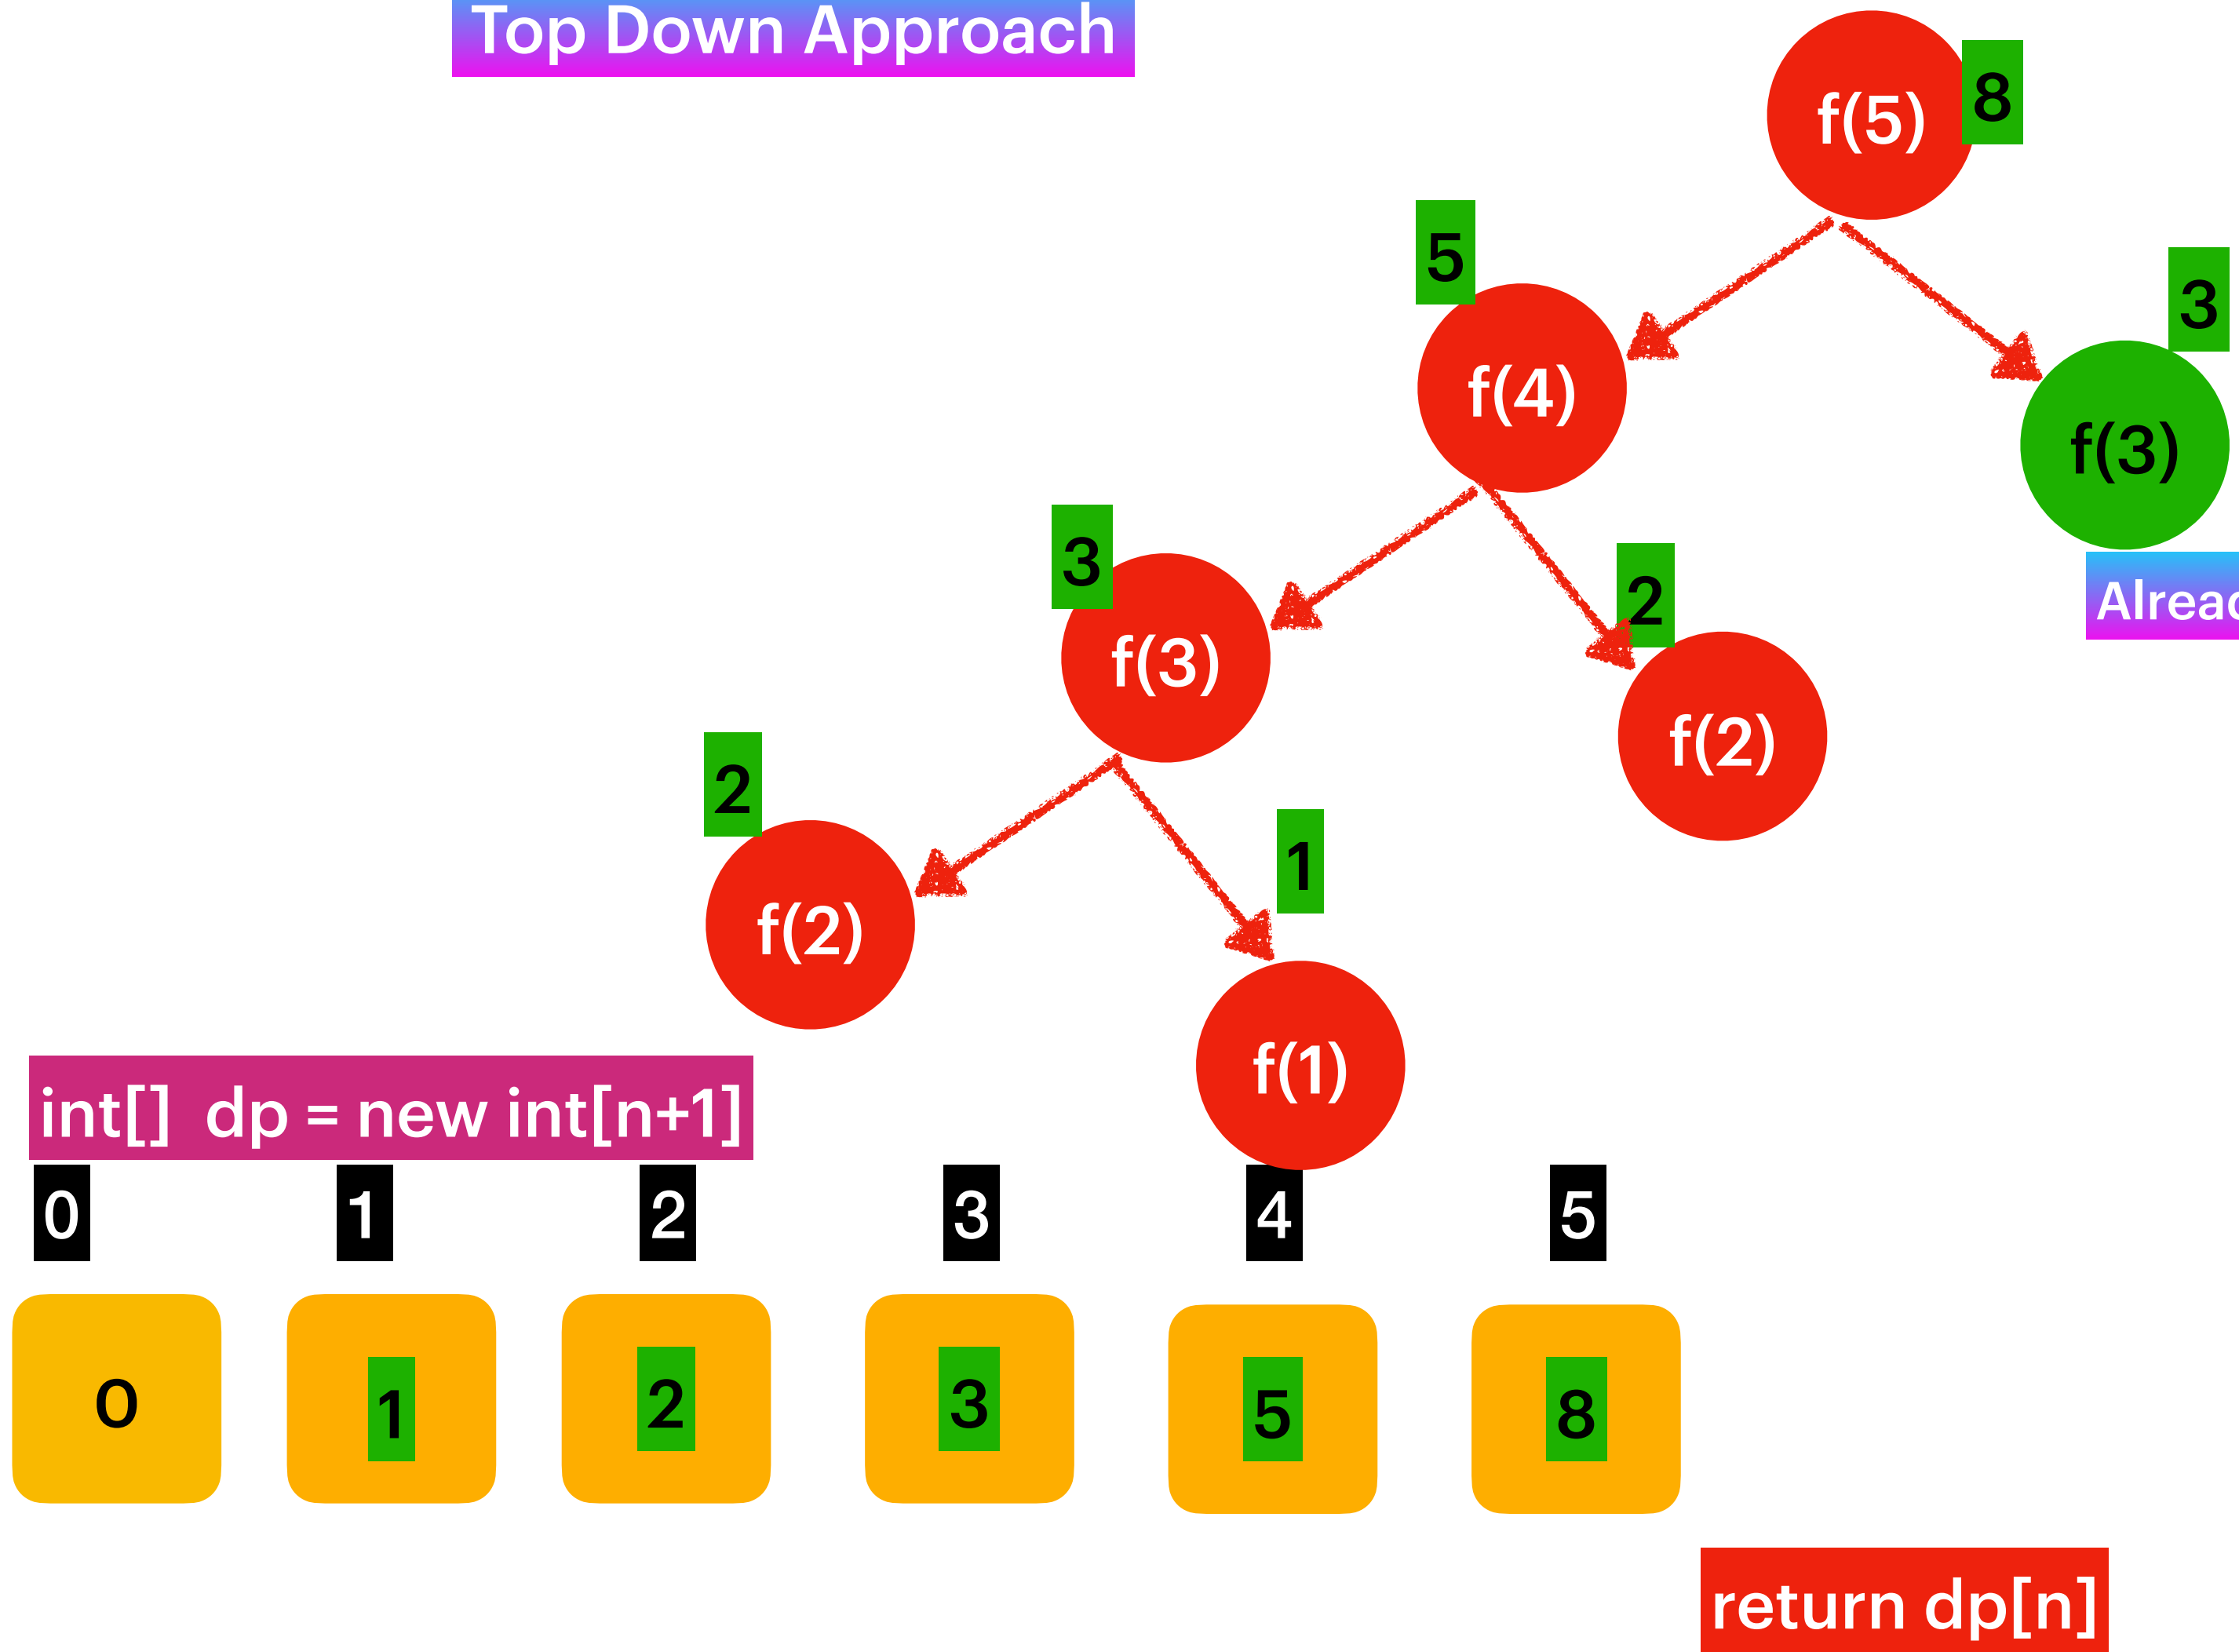 Top Down Approach
f(5)
8
5
3
f(4)
f(3)
3
2
f(3)
f(2)
2
1
f(2)
f(1)
int[] dp = new int[n+1]
0 1 2 3 4 5
0 1 2 3 5 8
return dp[n]